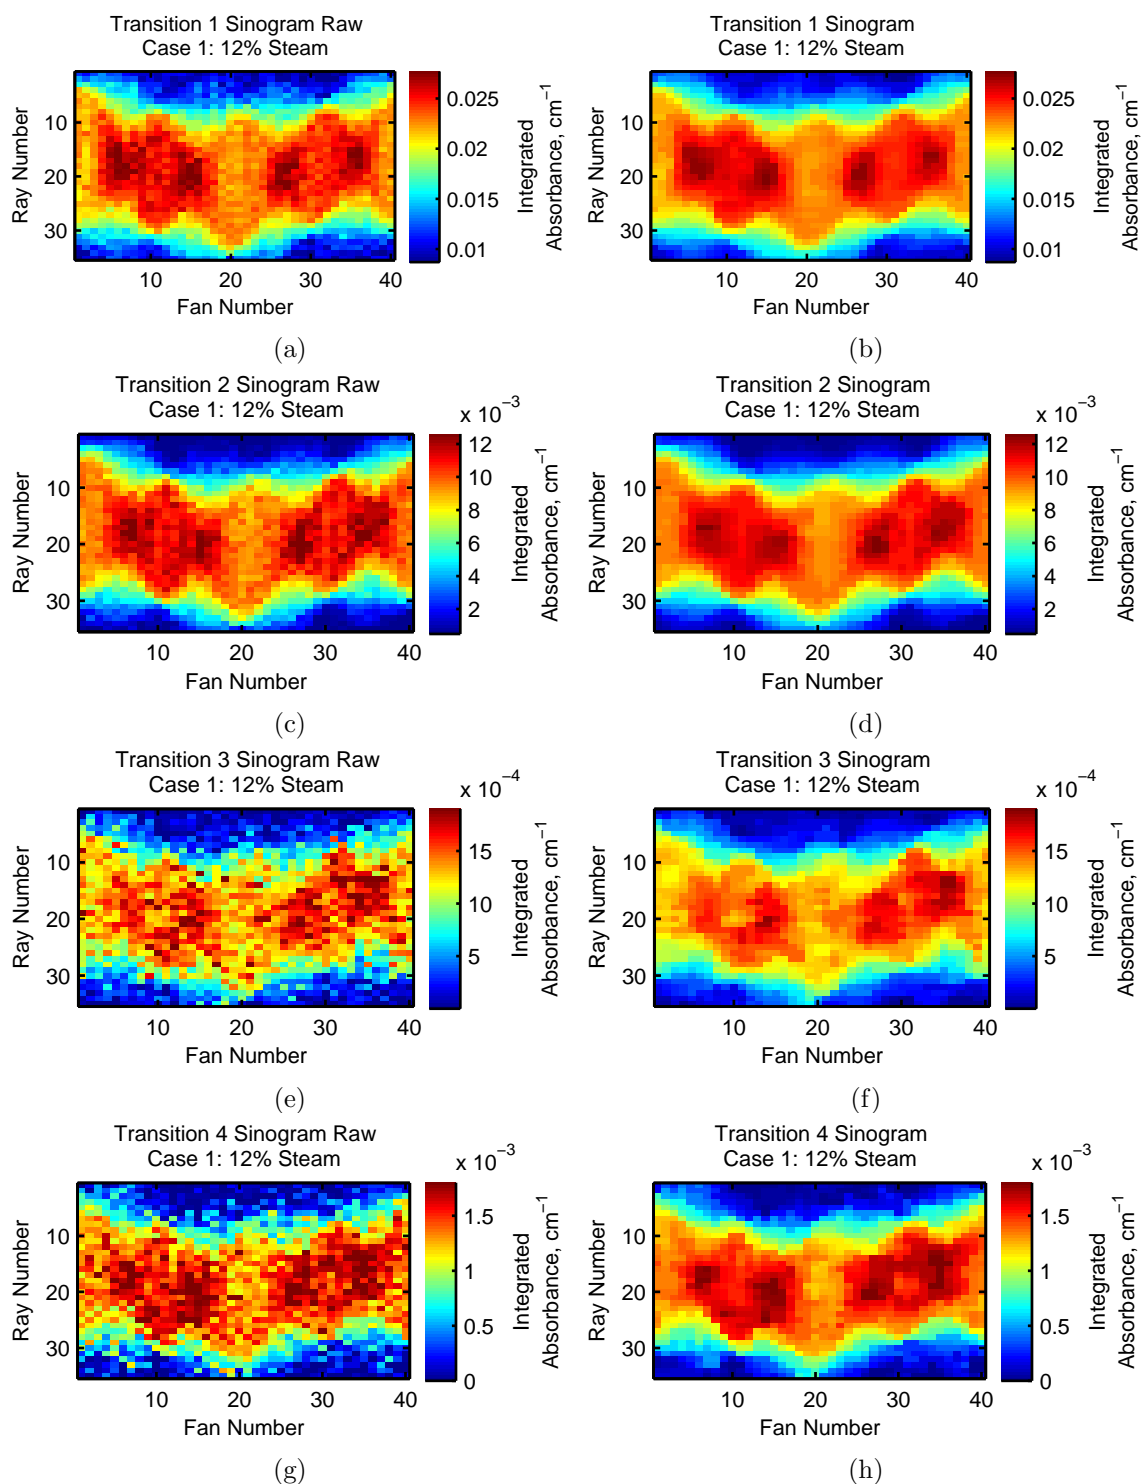 Transition 1 Sinogram Raw
Case 1: 12% Steam
Ray Number
10
20
30
10 20 30 40
Fan Number
0.025
0.02
0.015
0.01
Integrated
Absorbance, cm−1
(a)
Transition 1 Sinogram
Case 1: 12% Steam
Ray Number
10
20
30
10 20 30 40
Fan Number
0.025
0.02
0.015
0.01
Integrated
Absorbance, cm−1
(b)
Transition 2 Sinogram Raw
Case 1: 12% Steam
Ray Number
10
20
30
10 20 30 40
Fan Number
x 10−3
12
10
8
6
4
2
Integrated
Absorbance, cm−1
(c)
Transition 2 Sinogram
Case 1: 12% Steam
Ray Number
10
20
30
10 20 30 40
Fan Number
x 10−3
12
10
8
6
4
2
Integrated
Absorbance, cm−1
(d)
Transition 3 Sinogram Raw
Case 1: 12% Steam
Ray Number
10
20
30
10 20 30 40
Fan Number
x 10−4
15
10
5
Integrated
Absorbance, cm−1
(e)
Transition 3 Sinogram
Case 1: 12% Steam
Ray Number
10
20
30
10 20 30 40
Fan Number
x 10−4
15
10
5
Integrated
Absorbance, cm−1
(f)
Transition 4 Sinogram Raw
Case 1: 12% Steam
Ray Number
10
20
30
10 20 30 40
Fan Number
x 10−3
1.5
1
0.5
0
Integrated
Absorbance, cm−1
(g)
Transition 4 Sinogram
Case 1: 12% Steam
Ray Number
10
20
30
10 20 30 40
Fan Number
x 10−3
1.5
1
0.5
0
Integrated
Absorbance, cm−1
(h)